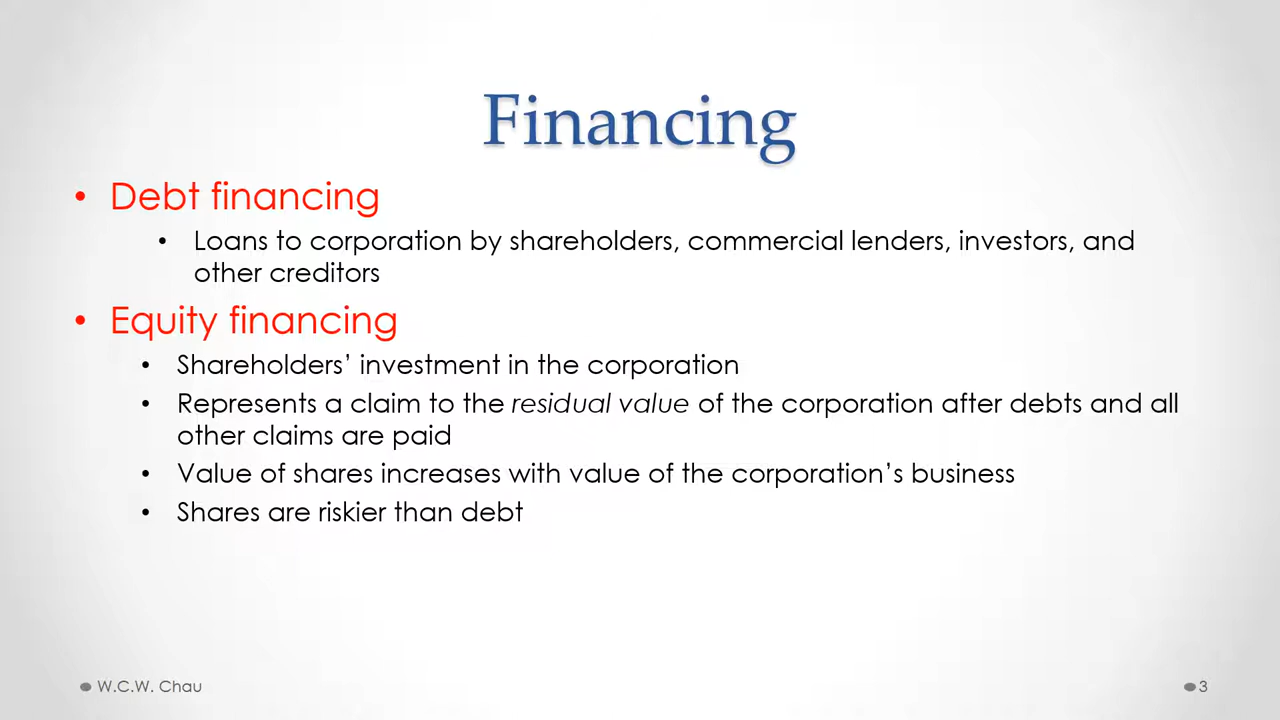 Financing
• Debt financing
• Loans to corporation by shareholders, commercial lenders, investors, and
other creditors
• Equity financing
• Shareholders’ investment in the corporation
• Represents a claim to the residual value of the corporation after debts and all
other claims are paid
• Value of shares increases with value of the corporation’s business
• Shares are riskier than debt
W.C.W. Chau
3